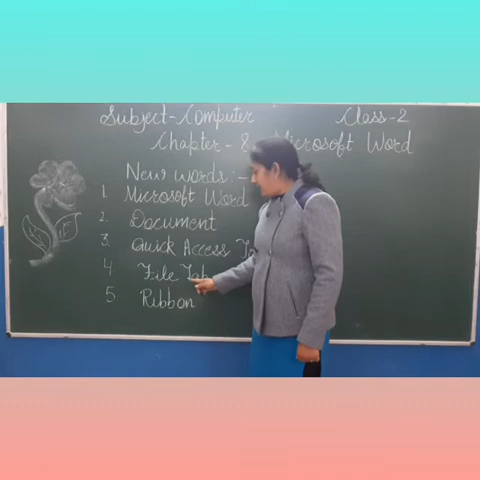 Subject-Computer Class-2
Chapter-8 Microsoft Word
New words:-
1. Microsoft Word
2. Document
3. Quick Access To
4 File Tab
5 Ribbon